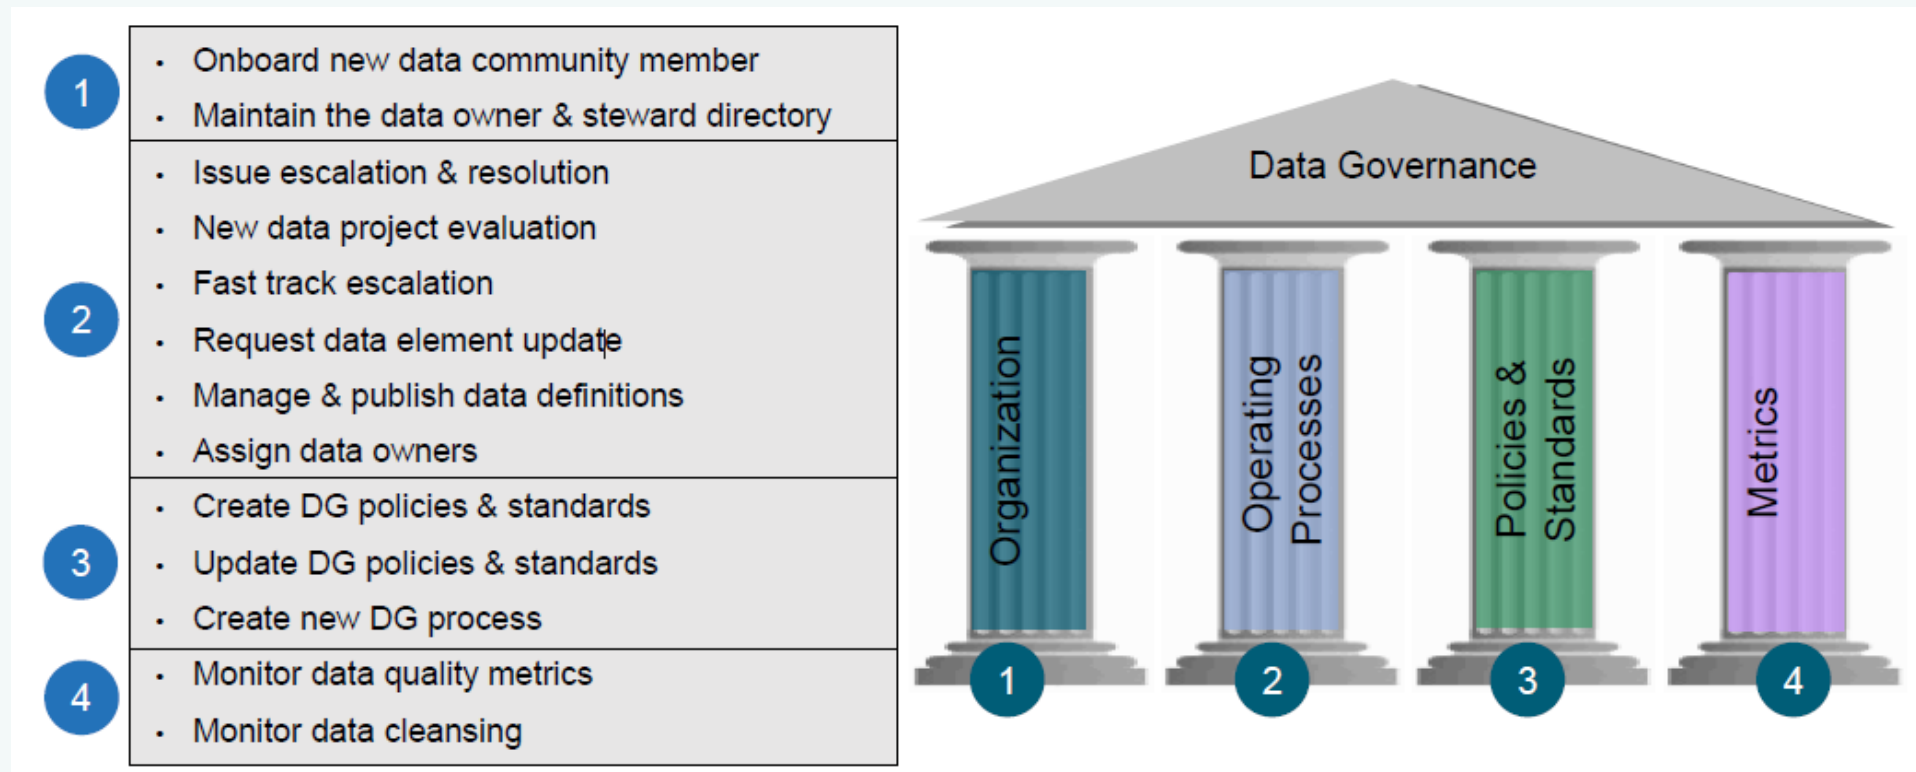 1
• Onboard new data community member
• Maintain the data owner & steward directory
2
• Issue escalation & resolution
• New data project evaluation
• Fast track escalation
• Request data element update
• Manage & publish data definitions
• Assign data owners
3
• Create DG policies & standards
• Update DG policies & standards
• Create new DG process
4
• Monitor data quality metrics
• Monitor data cleansing
Data Governance
Organization
1
Operating
Processes
2
Policies &
Standards
3
Metrics
4